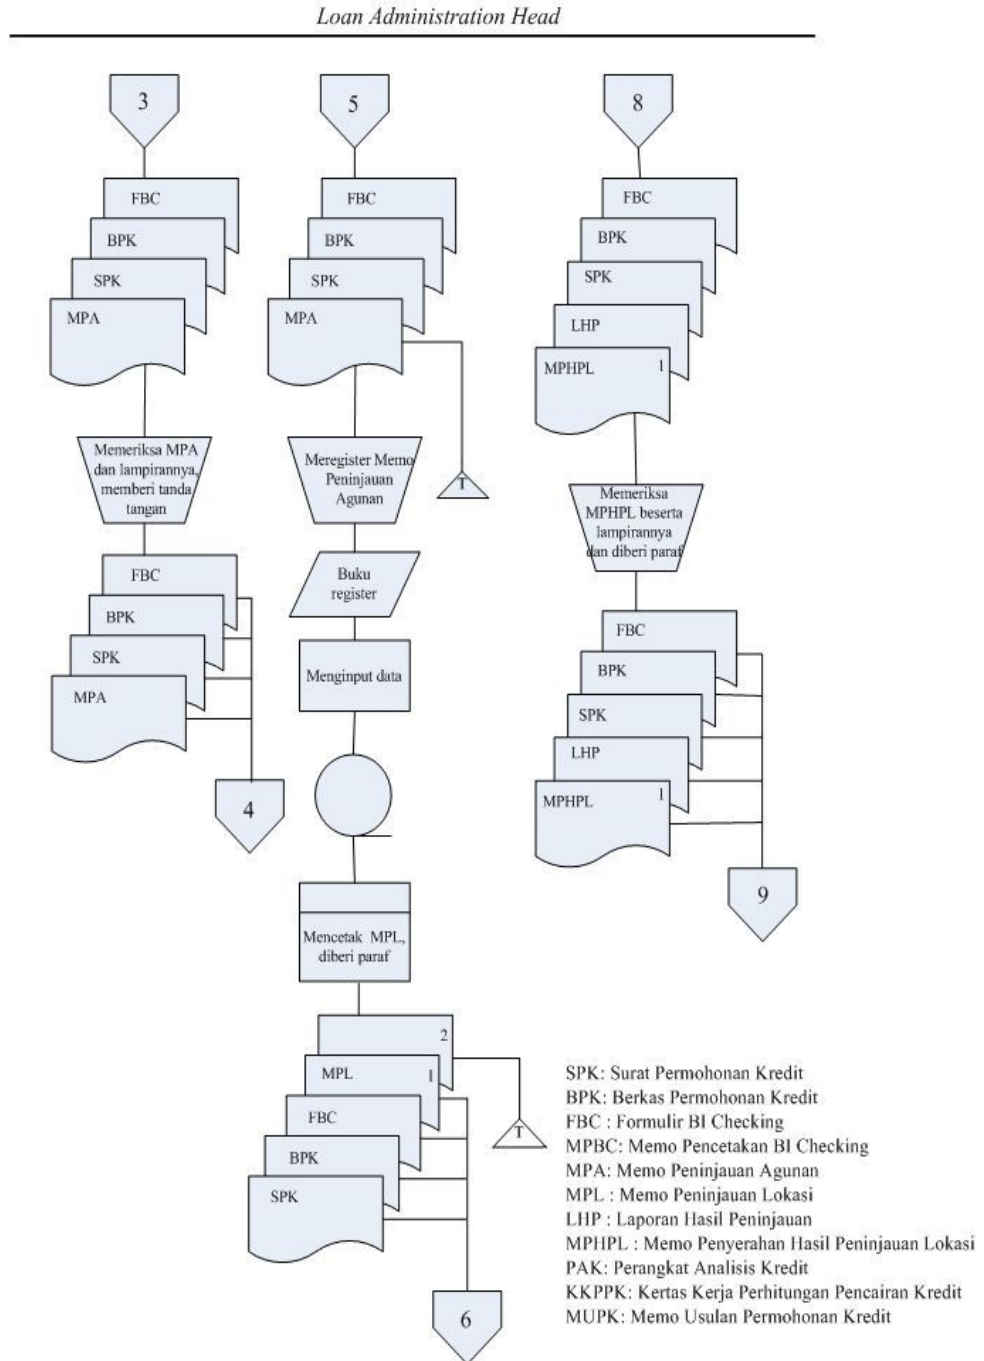 Loan Administration Head
3
FBC
BPK
SPK
MPA
Memeriksa MPA
dan lampirannya,
memberi tanda
tangan
FBC
BPK
SPK
MPA
4
5
FBC
BPK
SPK
MPA
T
Meregister Memo
Peninjauan
Agunan
Buku
register
Menginput data
Mencetak MPL,
diberi paraf
2
MPL 1
FBC
BPK
SPK
T
6
8
FBC
BPK
SPK
LHP
MPHPL 1
Memeriksa
MPHPL beserta
lampirannya
dan diberi paraf
FBC
BPK
SPK
LHP
MPHPL 1
9
SPK: Surat Permohonan Kredit
BPK: Berkas Permohonan Kredit
FBC : Formulir BI Checking
MPBC: Memo Pencetakan BI Checking
MPA: Memo Peninjauan Agunan
MPL : Memo Peninjauan Lokasi
LHP : Laporan Hasil Peninjauan
MPHPL : Memo Penyerahan Hasil Peninjauan Lokasi
PAK: Perangkat Analisis Kredit
KKPPK: Kertas Kerja Perhitungan Pencairan Kredit
MUPK: Memo Usulan Permohonan Kredit